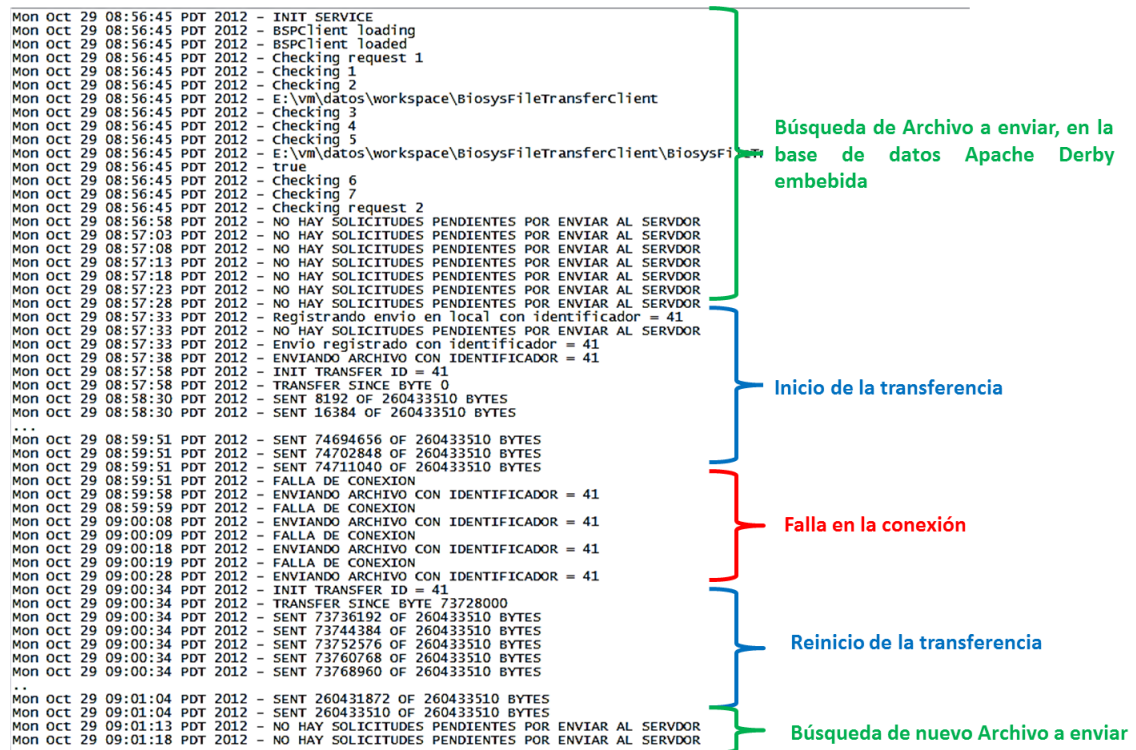 Mon Oct 29 08:56:45 PDT 2012 - INIT SERVICE
Mon Oct 29 08:56:45 PDT 2012 - BSPClient loading
Mon Oct 29 08:56:45 PDT 2012 - BSPClient loaded
Mon Oct 29 08:56:45 PDT 2012 - Checking request 1
Mon Oct 29 08:56:45 PDT 2012 - Checking 1
Mon Oct 29 08:56:45 PDT 2012 - Checking 2
Mon Oct 29 08:56:45 PDT 2012 - E:\vm\datos\workspace\BiosysFileTransferClient
Mon Oct 29 08:56:45 PDT 2012 - Checking 3
Mon Oct 29 08:56:45 PDT 2012 - Checking 4
Mon Oct 29 08:56:45 PDT 2012 - Checking 5
Mon Oct 29 08:56:45 PDT 2012 - E:\vm\datos\workspace\BiosysFileTransferClient\BiosysFileTr
Mon Oct 29 08:56:45 PDT 2012 - true
Mon Oct 29 08:56:45 PDT 2012 - Checking 6
Mon Oct 29 08:56:45 PDT 2012 - Checking 7
Mon Oct 29 08:56:45 PDT 2012 - Checking request 2
Mon Oct 29 08:56:58 PDT 2012 - NO HAY SOLICITUDES PENDIENTES POR ENVIAR AL SERVDOR
Mon Oct 29 08:57:03 PDT 2012 - NO HAY SOLICITUDES PENDIENTES POR ENVIAR AL SERVDOR
Mon Oct 29 08:57:08 PDT 2012 - NO HAY SOLICITUDES PENDIENTES POR ENVIAR AL SERVDOR
Mon Oct 29 08:57:13 PDT 2012 - NO HAY SOLICITUDES PENDIENTES POR ENVIAR AL SERVDOR
Mon Oct 29 08:57:18 PDT 2012 - NO HAY SOLICITUDES PENDIENTES POR ENVIAR AL SERVDOR
Mon Oct 29 08:57:23 PDT 2012 - NO HAY SOLICITUDES PENDIENTES POR ENVIAR AL SERVDOR
Mon Oct 29 08:57:28 PDT 2012 - NO HAY SOLICITUDES PENDIENTES POR ENVIAR AL SERVDOR
Mon Oct 29 08:57:33 PDT 2012 - Registrando envio en local con identificador = 41
Mon Oct 29 08:57:33 PDT 2012 - NO HAY SOLICITUDES PENDIENTES POR ENVIAR AL SERVDOR
Mon Oct 29 08:57:33 PDT 2012 - Envio registrado con identificador = 41
Mon Oct 29 08:57:38 PDT 2012 - ENVIANDO ARCHIVO CON IDENTIFICADOR = 41
Mon Oct 29 08:57:58 PDT 2012 - INIT TRANSFER ID = 41
Mon Oct 29 08:57:58 PDT 2012 - TRANSFER SINCE BYTE 0
Mon Oct 29 08:58:30 PDT 2012 - SENT 8192 OF 260433510 BYTES
Mon Oct 29 08:58:30 PDT 2012 - SENT 16384 OF 260433510 BYTES
...
Mon Oct 29 08:59:51 PDT 2012 - SENT 74694656 OF 260433510 BYTES
Mon Oct 29 08:59:51 PDT 2012 - SENT 74702848 OF 260433510 BYTES
Mon Oct 29 08:59:51 PDT 2012 - SENT 74711040 OF 260433510 BYTES
Mon Oct 29 08:59:51 PDT 2012 - FALLA DE CONEXION
Mon Oct 29 08:59:58 PDT 2012 - ENVIANDO ARCHIVO CON IDENTIFICADOR = 41
Mon Oct 29 08:59:59 PDT 2012 - FALLA DE CONEXION
Mon Oct 29 09:00:08 PDT 2012 - ENVIANDO ARCHIVO CON IDENTIFICADOR = 41
Mon Oct 29 09:00:09 PDT 2012 - FALLA DE CONEXION
Mon Oct 29 09:00:18 PDT 2012 - ENVIANDO ARCHIVO CON IDENTIFICADOR = 41
Mon Oct 29 09:00:19 PDT 2012 - FALLA DE CONEXION
Mon Oct 29 09:00:28 PDT 2012 - ENVIANDO ARCHIVO CON IDENTIFICADOR = 41
Mon Oct 29 09:00:34 PDT 2012 - INIT TRANSFER ID = 41
Mon Oct 29 09:00:34 PDT 2012 - TRANSFER SINCE BYTE 73728000
Mon Oct 29 09:00:34 PDT 2012 - SENT 73736192 OF 260433510 BYTES
Mon Oct 29 09:00:34 PDT 2012 - SENT 73744384 OF 260433510 BYTES
Mon Oct 29 09:00:34 PDT 2012 - SENT 73752576 OF 260433510 BYTES
Mon Oct 29 09:00:34 PDT 2012 - SENT 73760768 OF 260433510 BYTES
Mon Oct 29 09:00:34 PDT 2012 - SENT 73768960 OF 260433510 BYTES
..
Mon Oct 29 09:01:04 PDT 2012 - SENT 260431872 OF 260433510 BYTES
Mon Oct 29 09:01:04 PDT 2012 - SENT 260433510 OF 260433510 BYTES
Mon Oct 29 09:01:13 PDT 2012 - NO HAY SOLICITUDES PENDIENTES POR ENVIAR AL SERVDOR
Mon Oct 29 09:01:18 PDT 2012 - NO HAY SOLICITUDES PENDIENTES POR ENVIAR AL SERVDOR
Búsqueda de Archivo a enviar, en la
base de datos Apache Derby
embebida
Inicio de la transferencia
Falla en la conexión
Reinicio de la transferencia
Búsqueda de nuevo Archivo a enviar